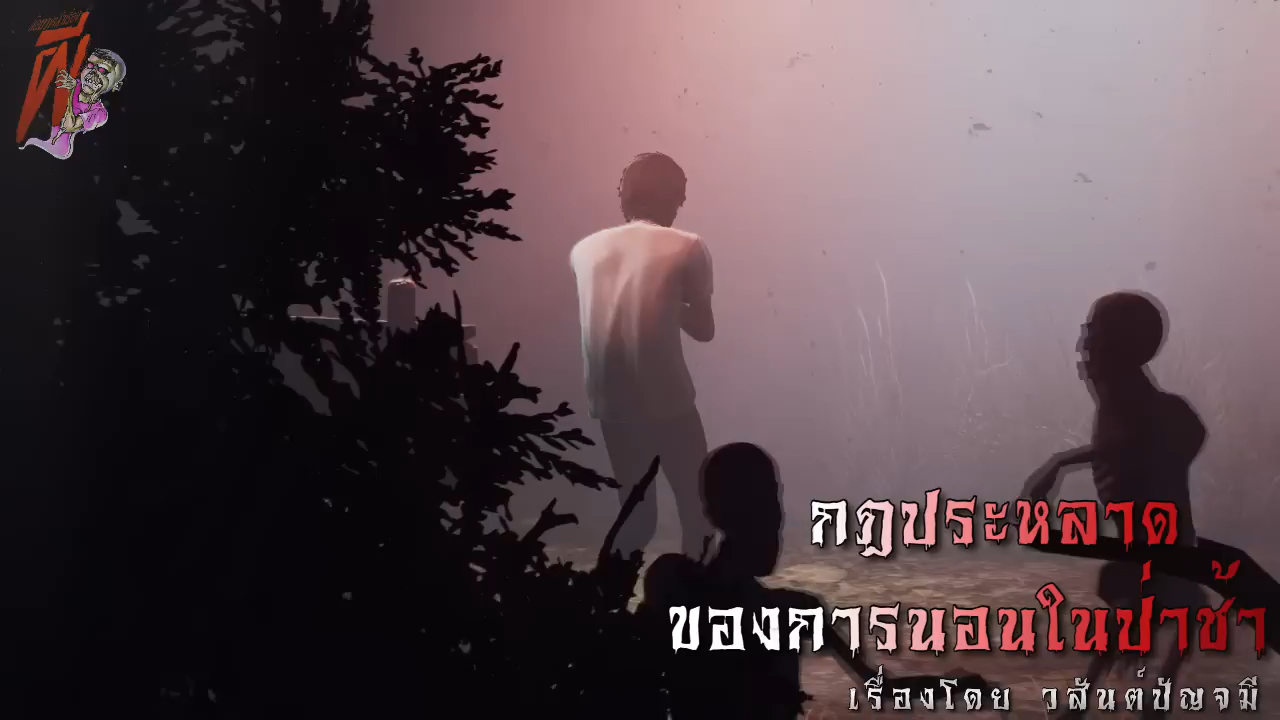 ผี
กฎประหลาด
ของการนอนในป่าช้า
เรื่องโดย วสันต์ปัญจมี